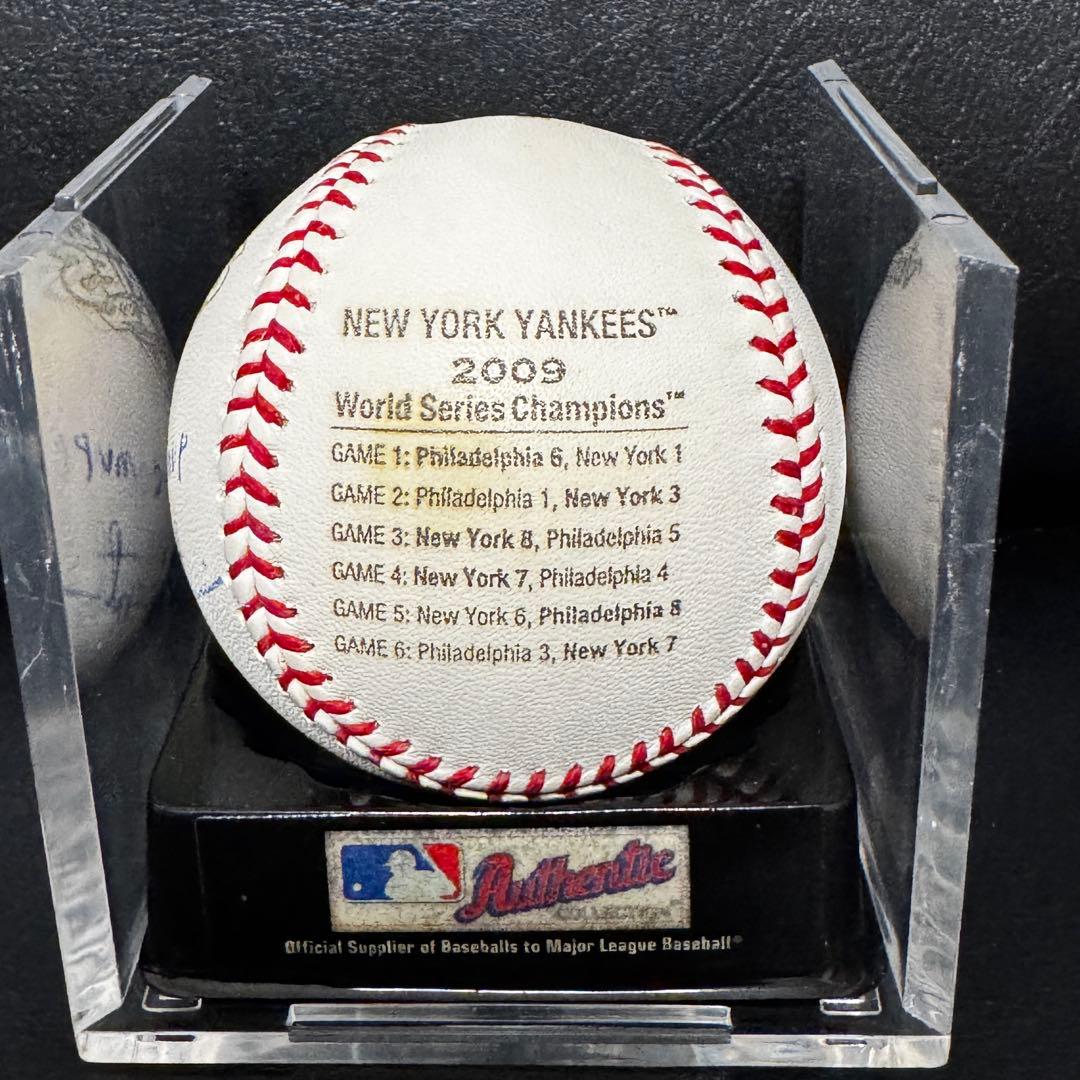 NEW YORK YANKEES™
2009
World Series Champions™
GAME 1: Philadelphia 6, New York 1
GAME 2: Philadelphia 1, New York 3
GAME 3: New York 8, Philadelphia 5
GAME 4: New York 7, Philadelphia 4
GAME 5: New York 6, Philadelphia 8
GAME 6: Philadelphia 3, New York 7
Authentic
COLLECTION
Official Supplier of Baseballs to Major League Baseball®